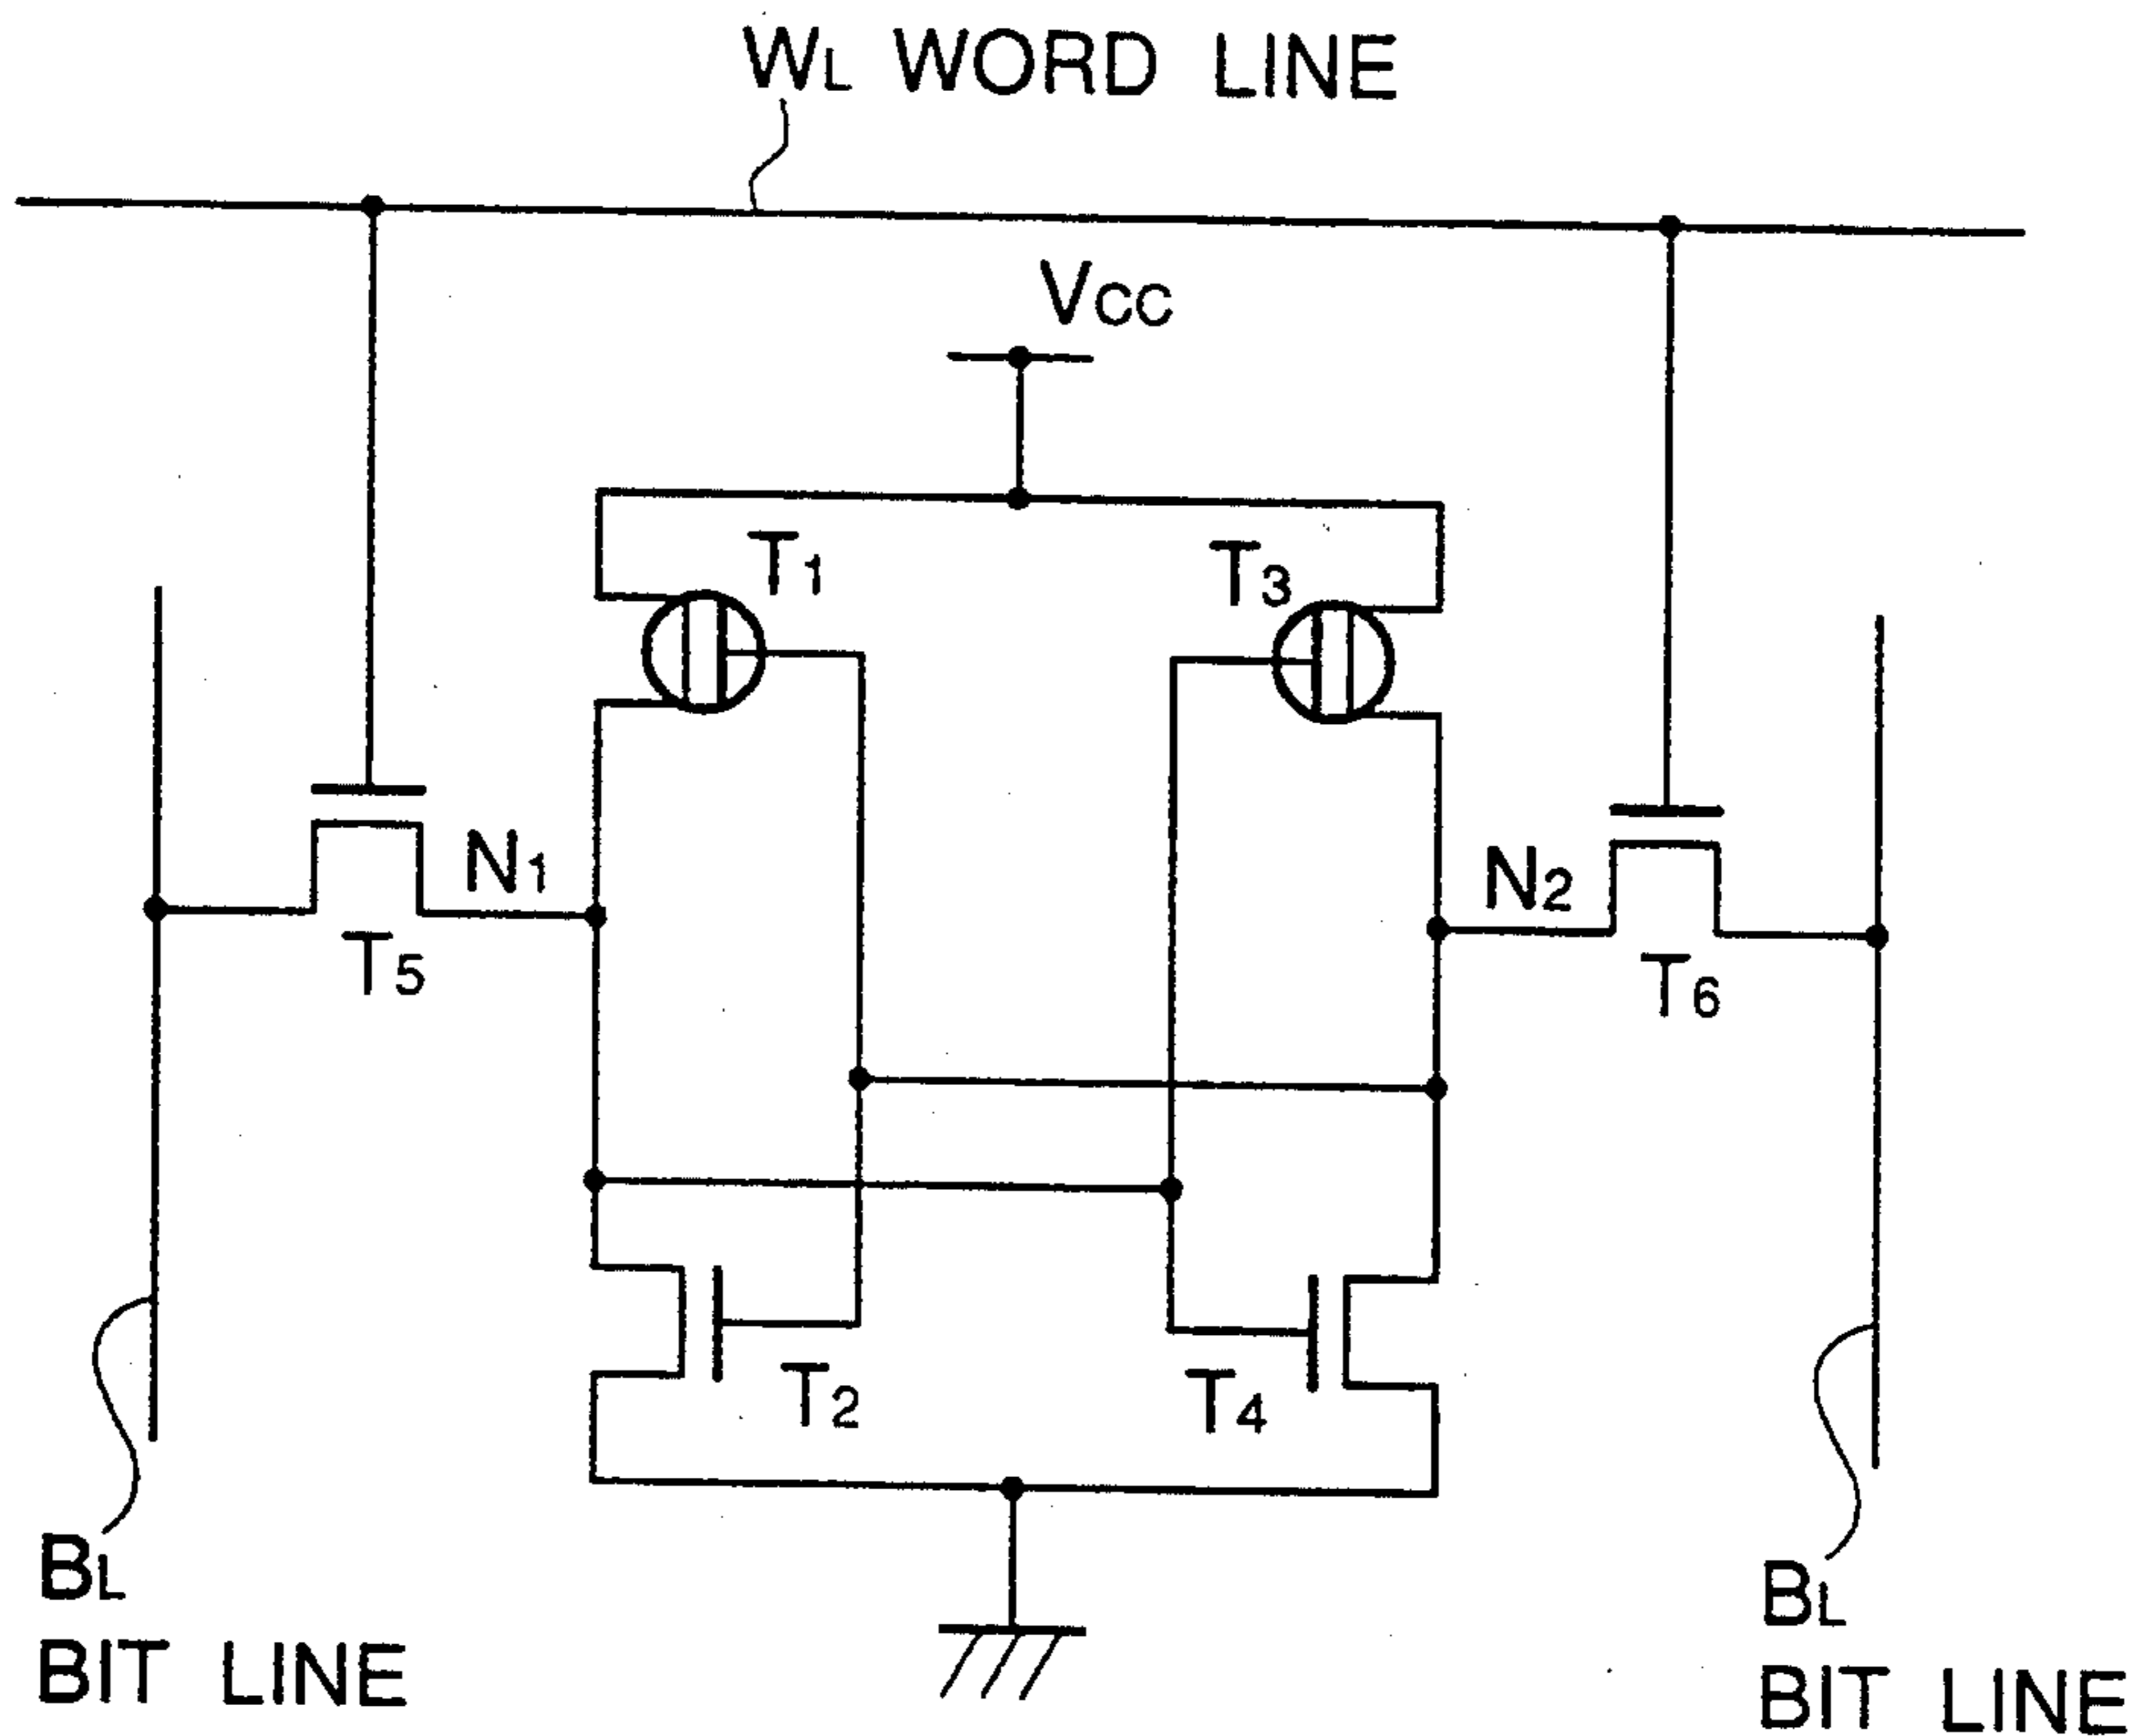 WL WORD LINE
VCC
T1
T3
N1
N2
T5
T6
T2
T4
BL
BIT LINE
BL
BIT LINE